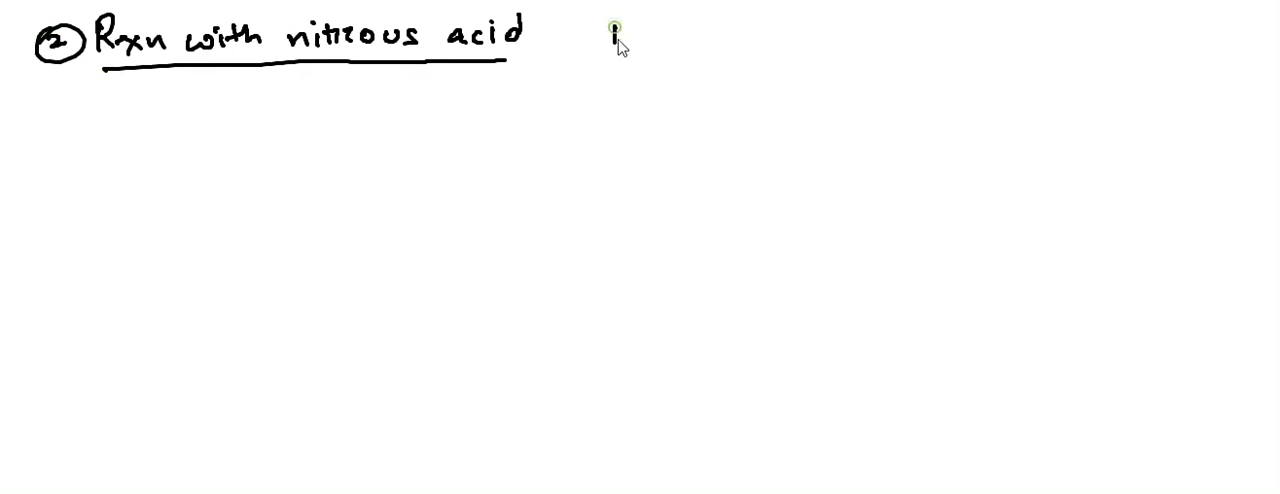 ② Rxn with nitrous acid